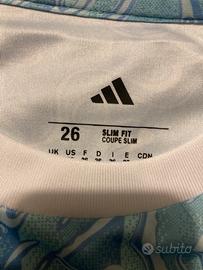 26
SLIM FIT
COUPE SLIM
UK US F D I E CDN
subito